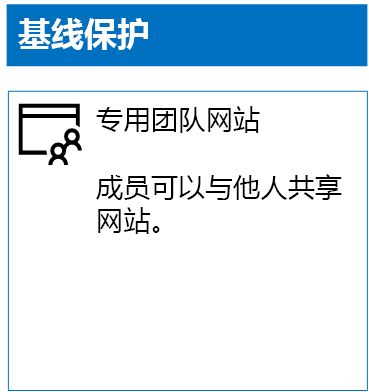 基线保护
专用团队网站
成员可以与他人共享
网站。